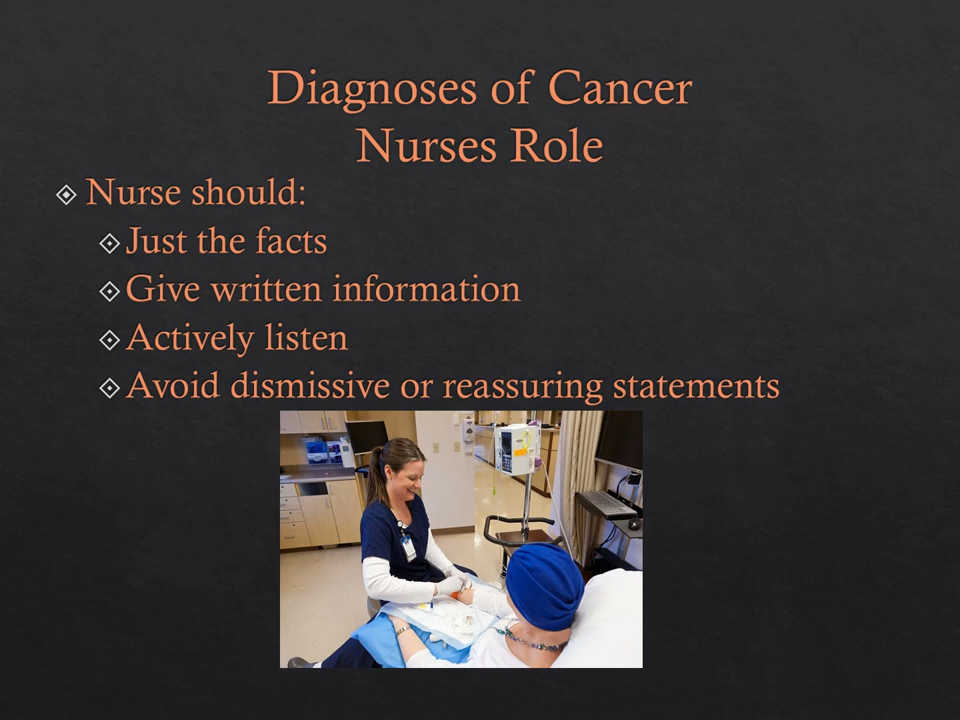 Diagnoses of Cancer
Nurses Role
Nurse should:
Just the facts
Give written information
Actively listen
Avoid dismissive or reassuring statements